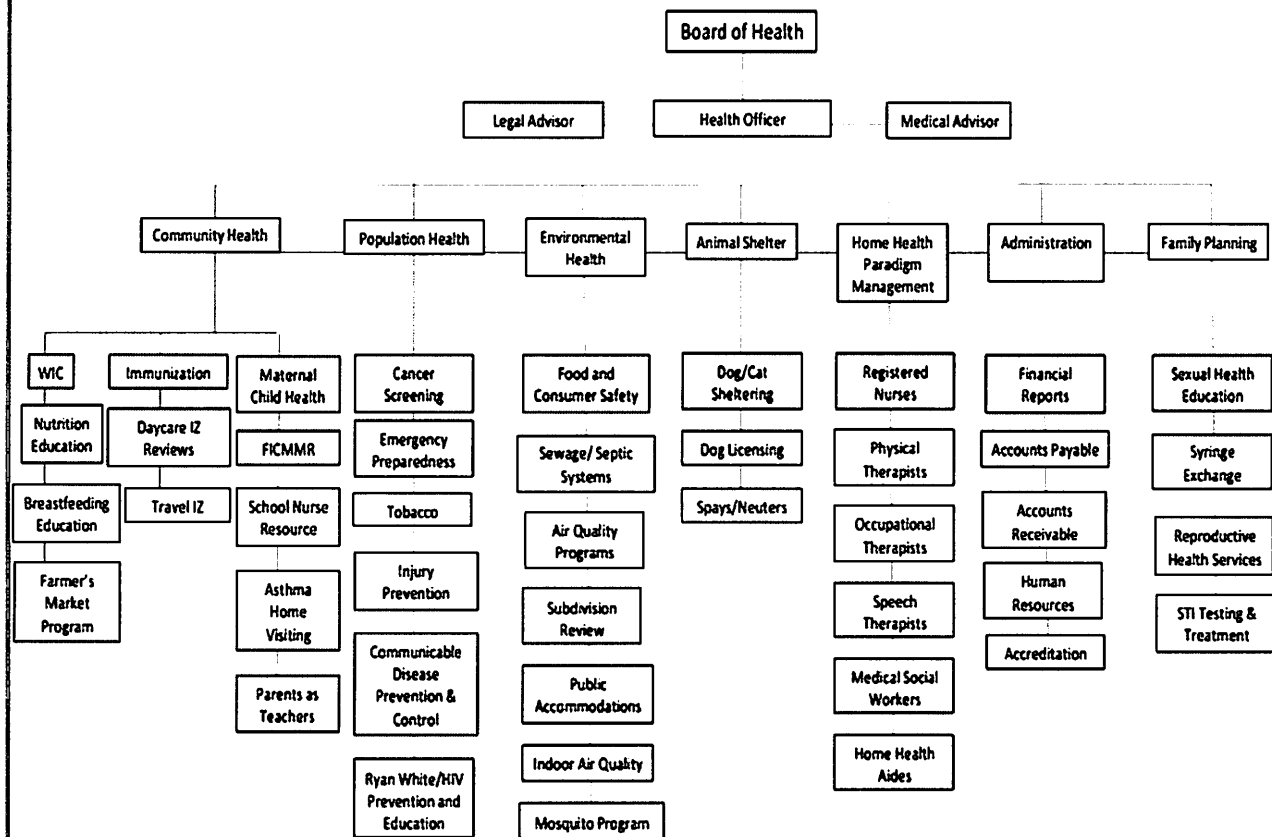 Board of Health
Legal Advisor
Health Officer
Medical Advisor
Community Health
Population Health
Environmental
Health
Animal Shelter
Home Health
Paradigm
Management
Administration
Family Planning
WIC
Nutrition
Education
Breastfeeding
Education
Farmer's
Market
Program
Immunization
Daycare IZ
Reviews
Travel IZ
Maternal
Child Health
FICMMR
School Nurse
Resource
Asthma
Home
Visiting
Parents as
Teachers
Cancer
Screening
Emergency
Preparedness
Tobacco
Injury
Prevention
Communicable
Disease
Prevention &
Control
Ryan White/HIV
Prevention and
Education
Food and
Consumer Safety
Sewage/ Septic
Systems
Air Quality
Programs
Subdivision
Review
Public
Accommodations
Indoor Air Quality
Mosquito Program
Dog/Cat
Sheltering
Dog Licensing
Spays/Neuters
Registered
Nurses
Physical
Therapists
Occupational
Therapists
Speech
Therapists
Medical Social
Workers
Home Health
Aides
Financial
Reports
Accounts Payable
Accounts
Receivable
Human
Resources
Accreditation
Sexual Health
Education
Syringe
Exchange
Reproductive
Health Services
STI Testing &
Treatment